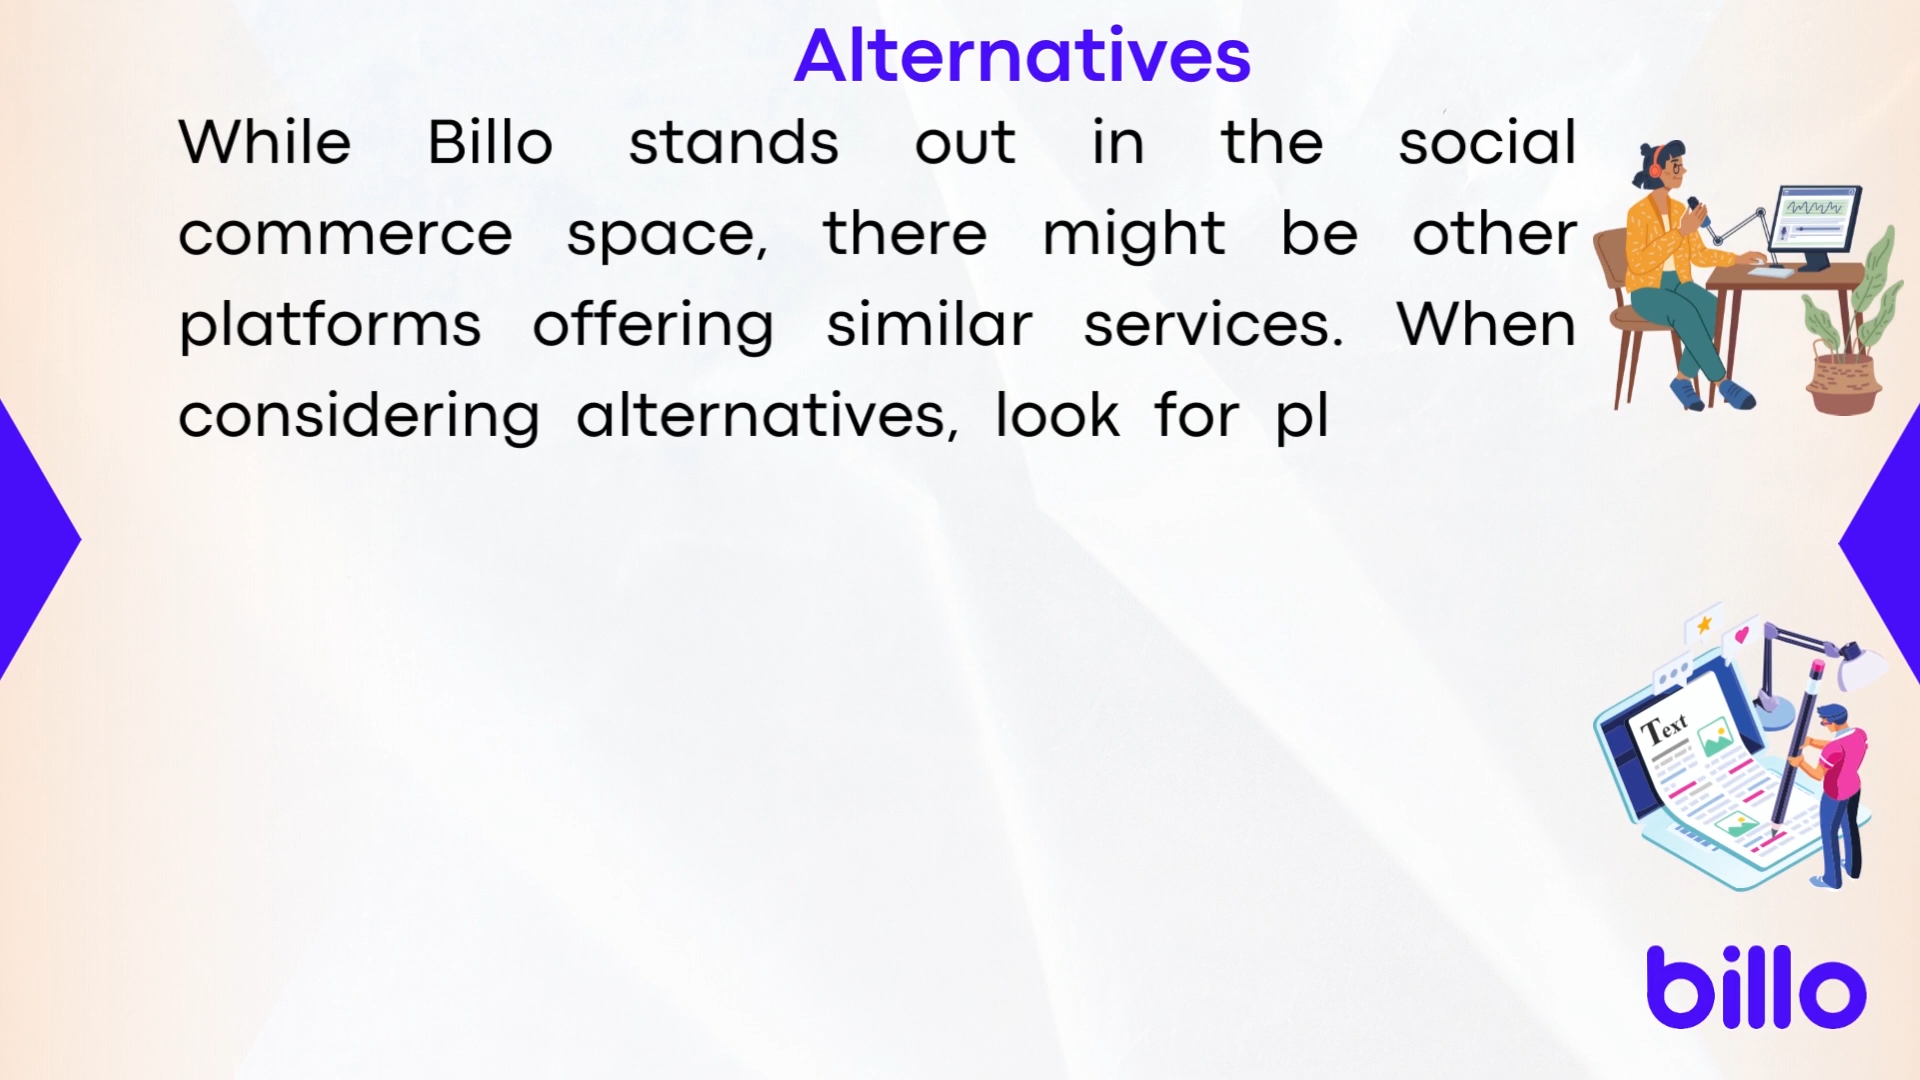 Alternatives
While Billo stands out in the social
commerce space, there might be other
platforms offering similar services. When
considering alternatives, look for pl
Text
billo